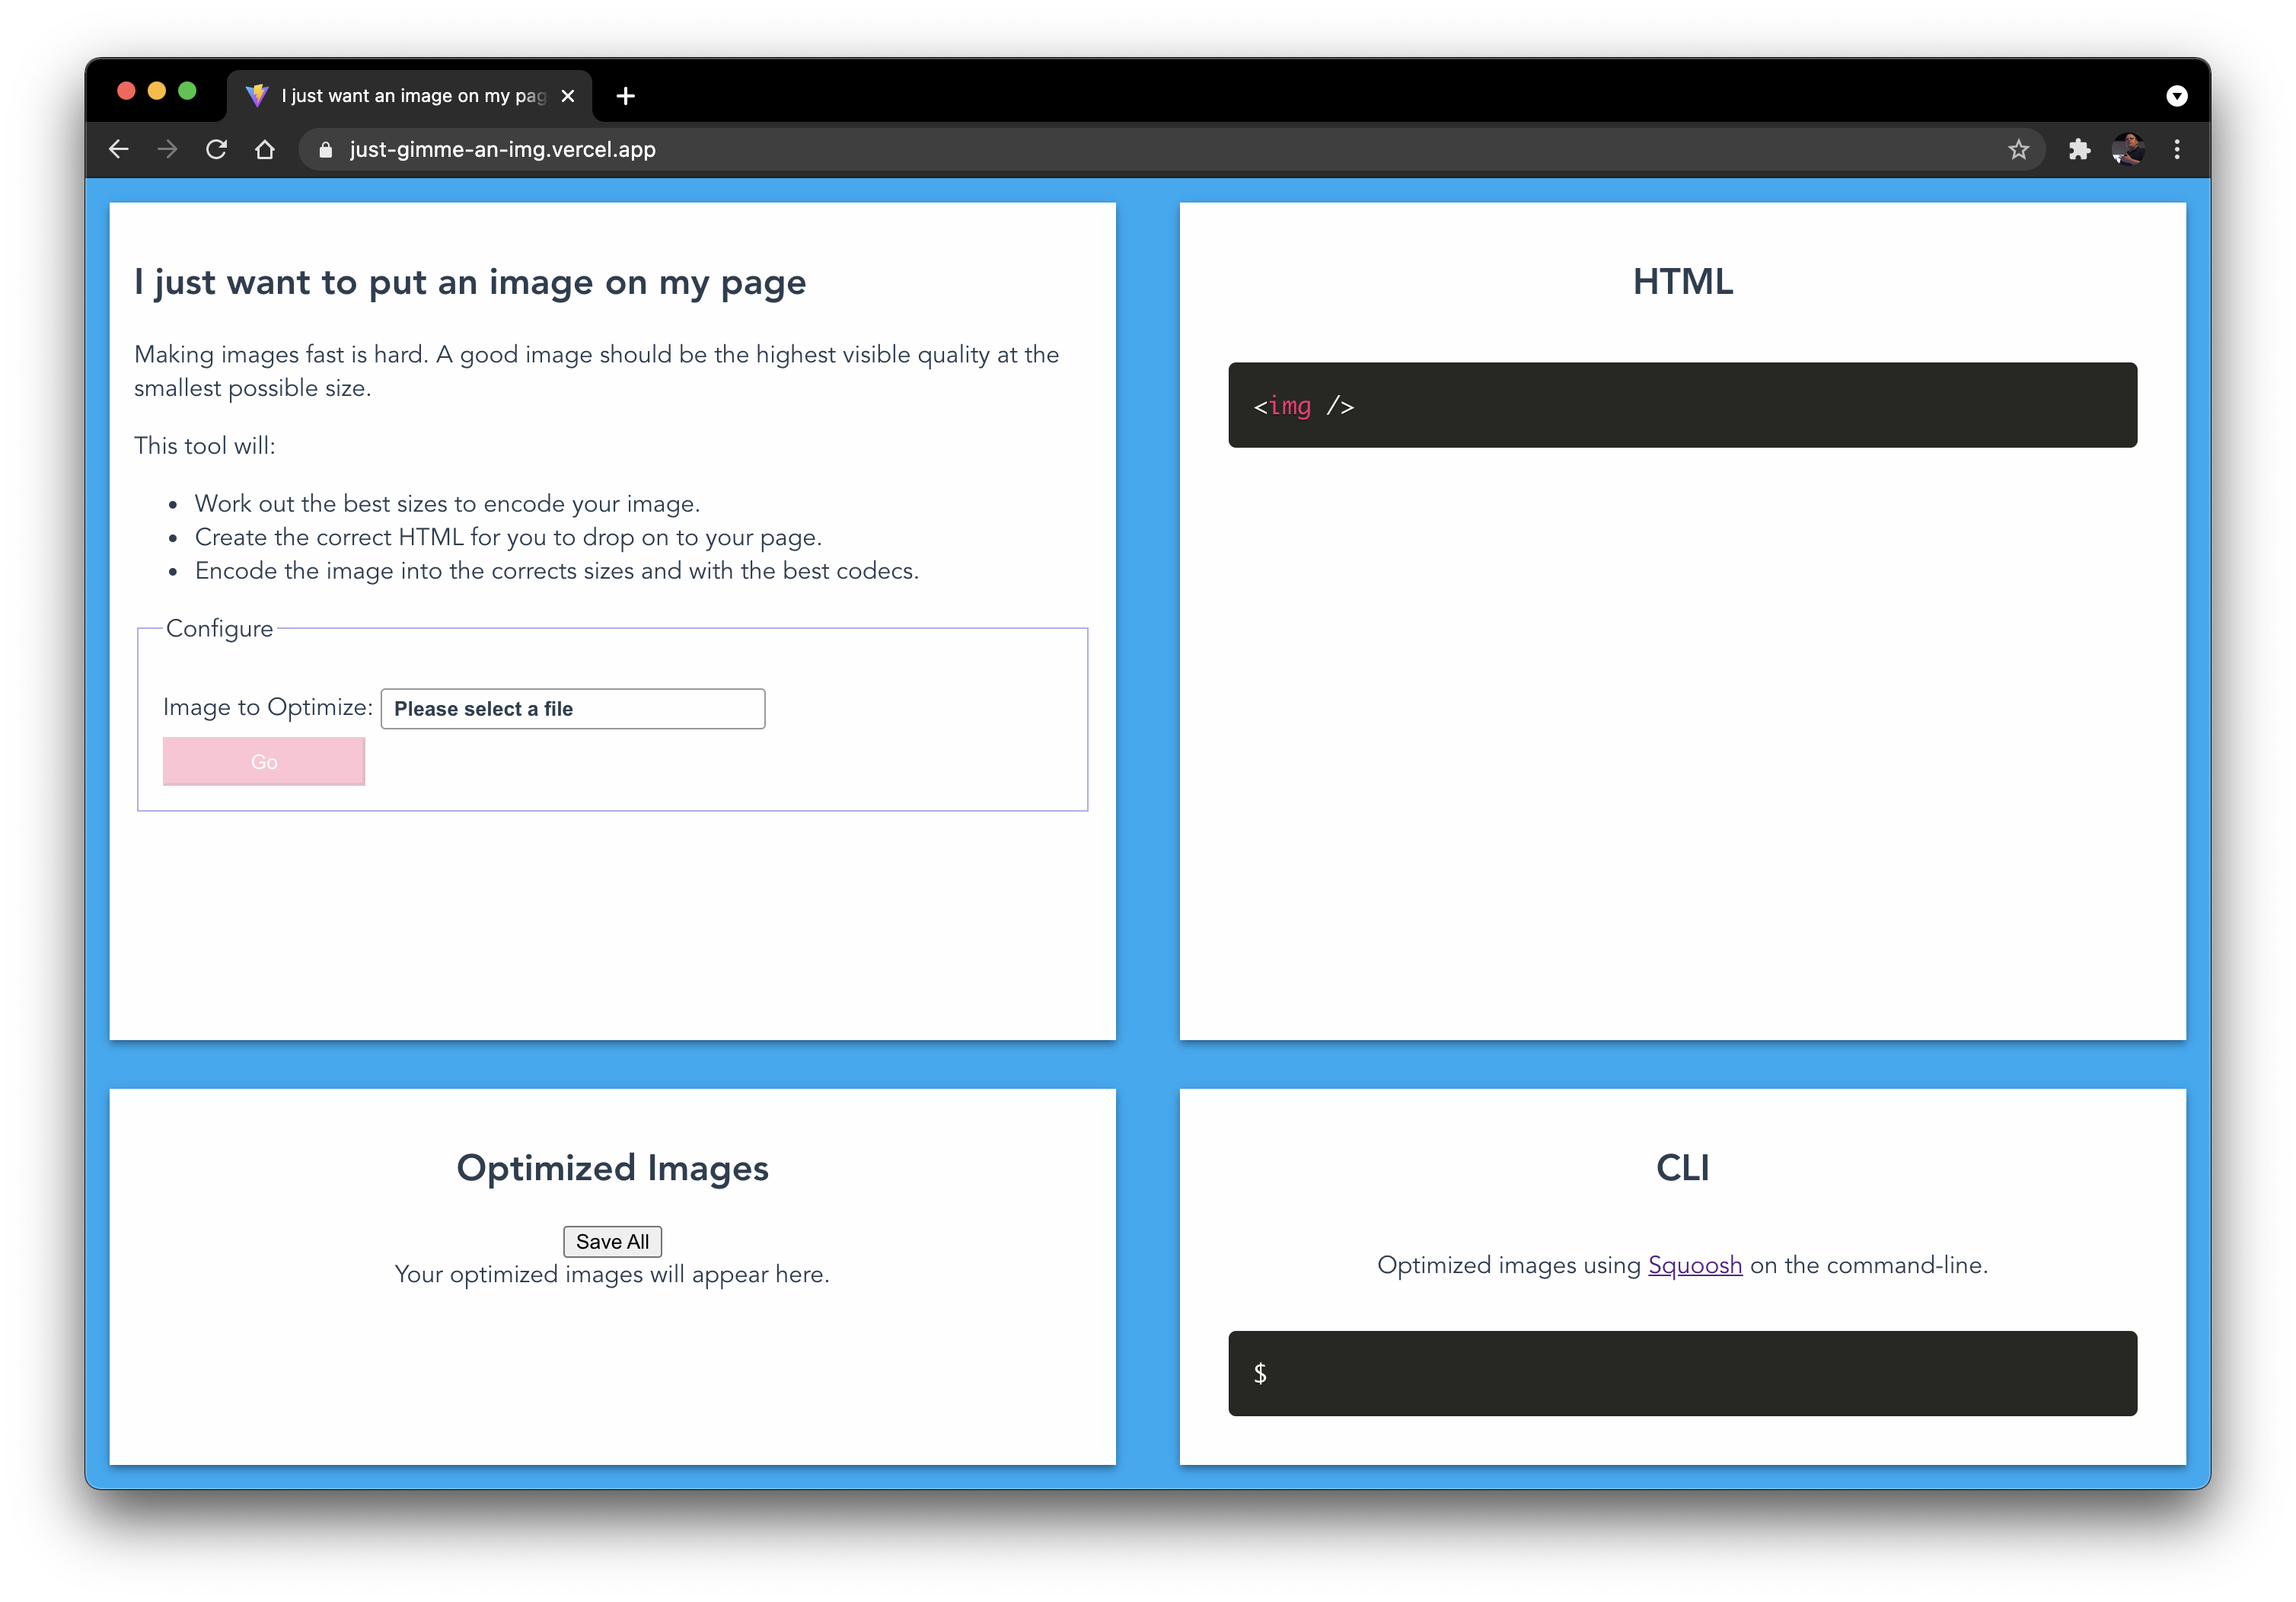 I just want an image on my pag
just-gimme-an-img.vercel.app
I just want to put an image on my page
Making images fast is hard. A good image should be the highest visible quality at the
smallest possible size.
This tool will:
Work out the best sizes to encode your image.
Create the correct HTML for you to drop on to your page.
Encode the image into the corrects sizes and with the best codecs.
Configure
Image to Optimize: Please select a file
Go
HTML
<img />
Optimized Images
Save All
Your optimized images will appear here.
CLI
Optimized images using Squoosh on the command-line.
$